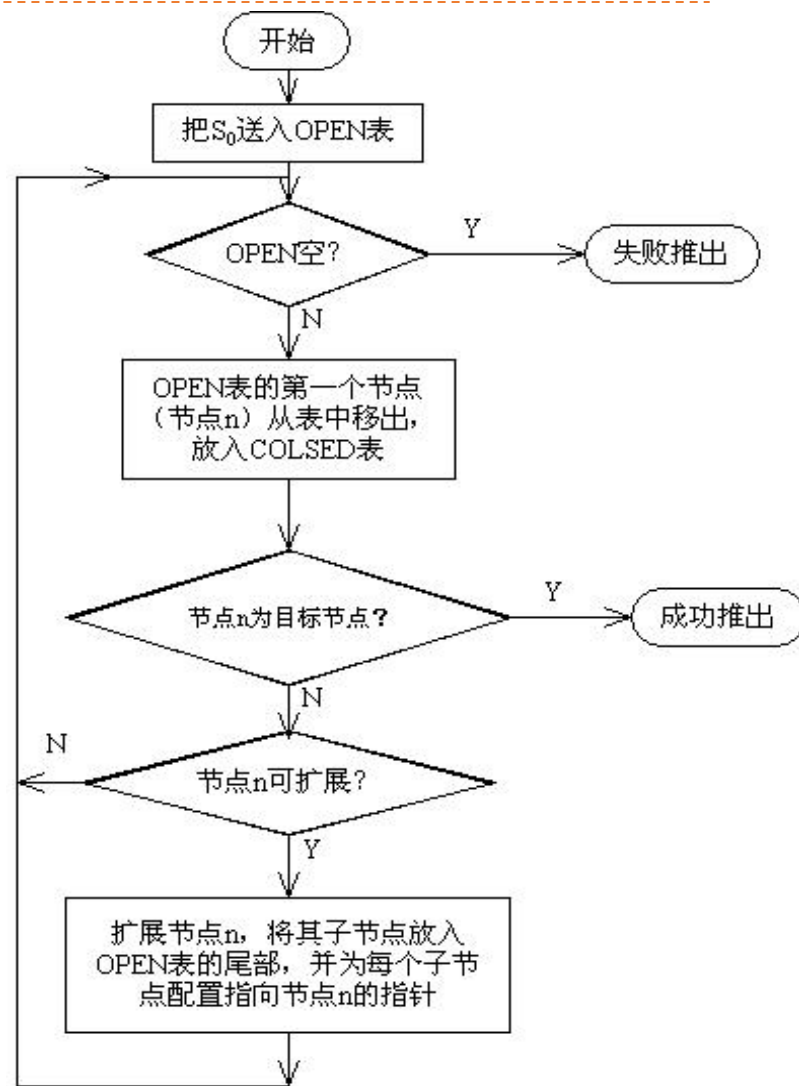 开始
把S₀送入OPEN表
OPEN空?
Y
失败推出
N
OPEN表的第一个节点
（节点n）从表中移出，
放入COLSED表
节点n为目标节点？
Y
成功推出
N
节点n可扩展?
N
Y
扩展节点n，将其子节点放入
OPEN表的尾部，并为每个子节
点配置指向节点n的指针